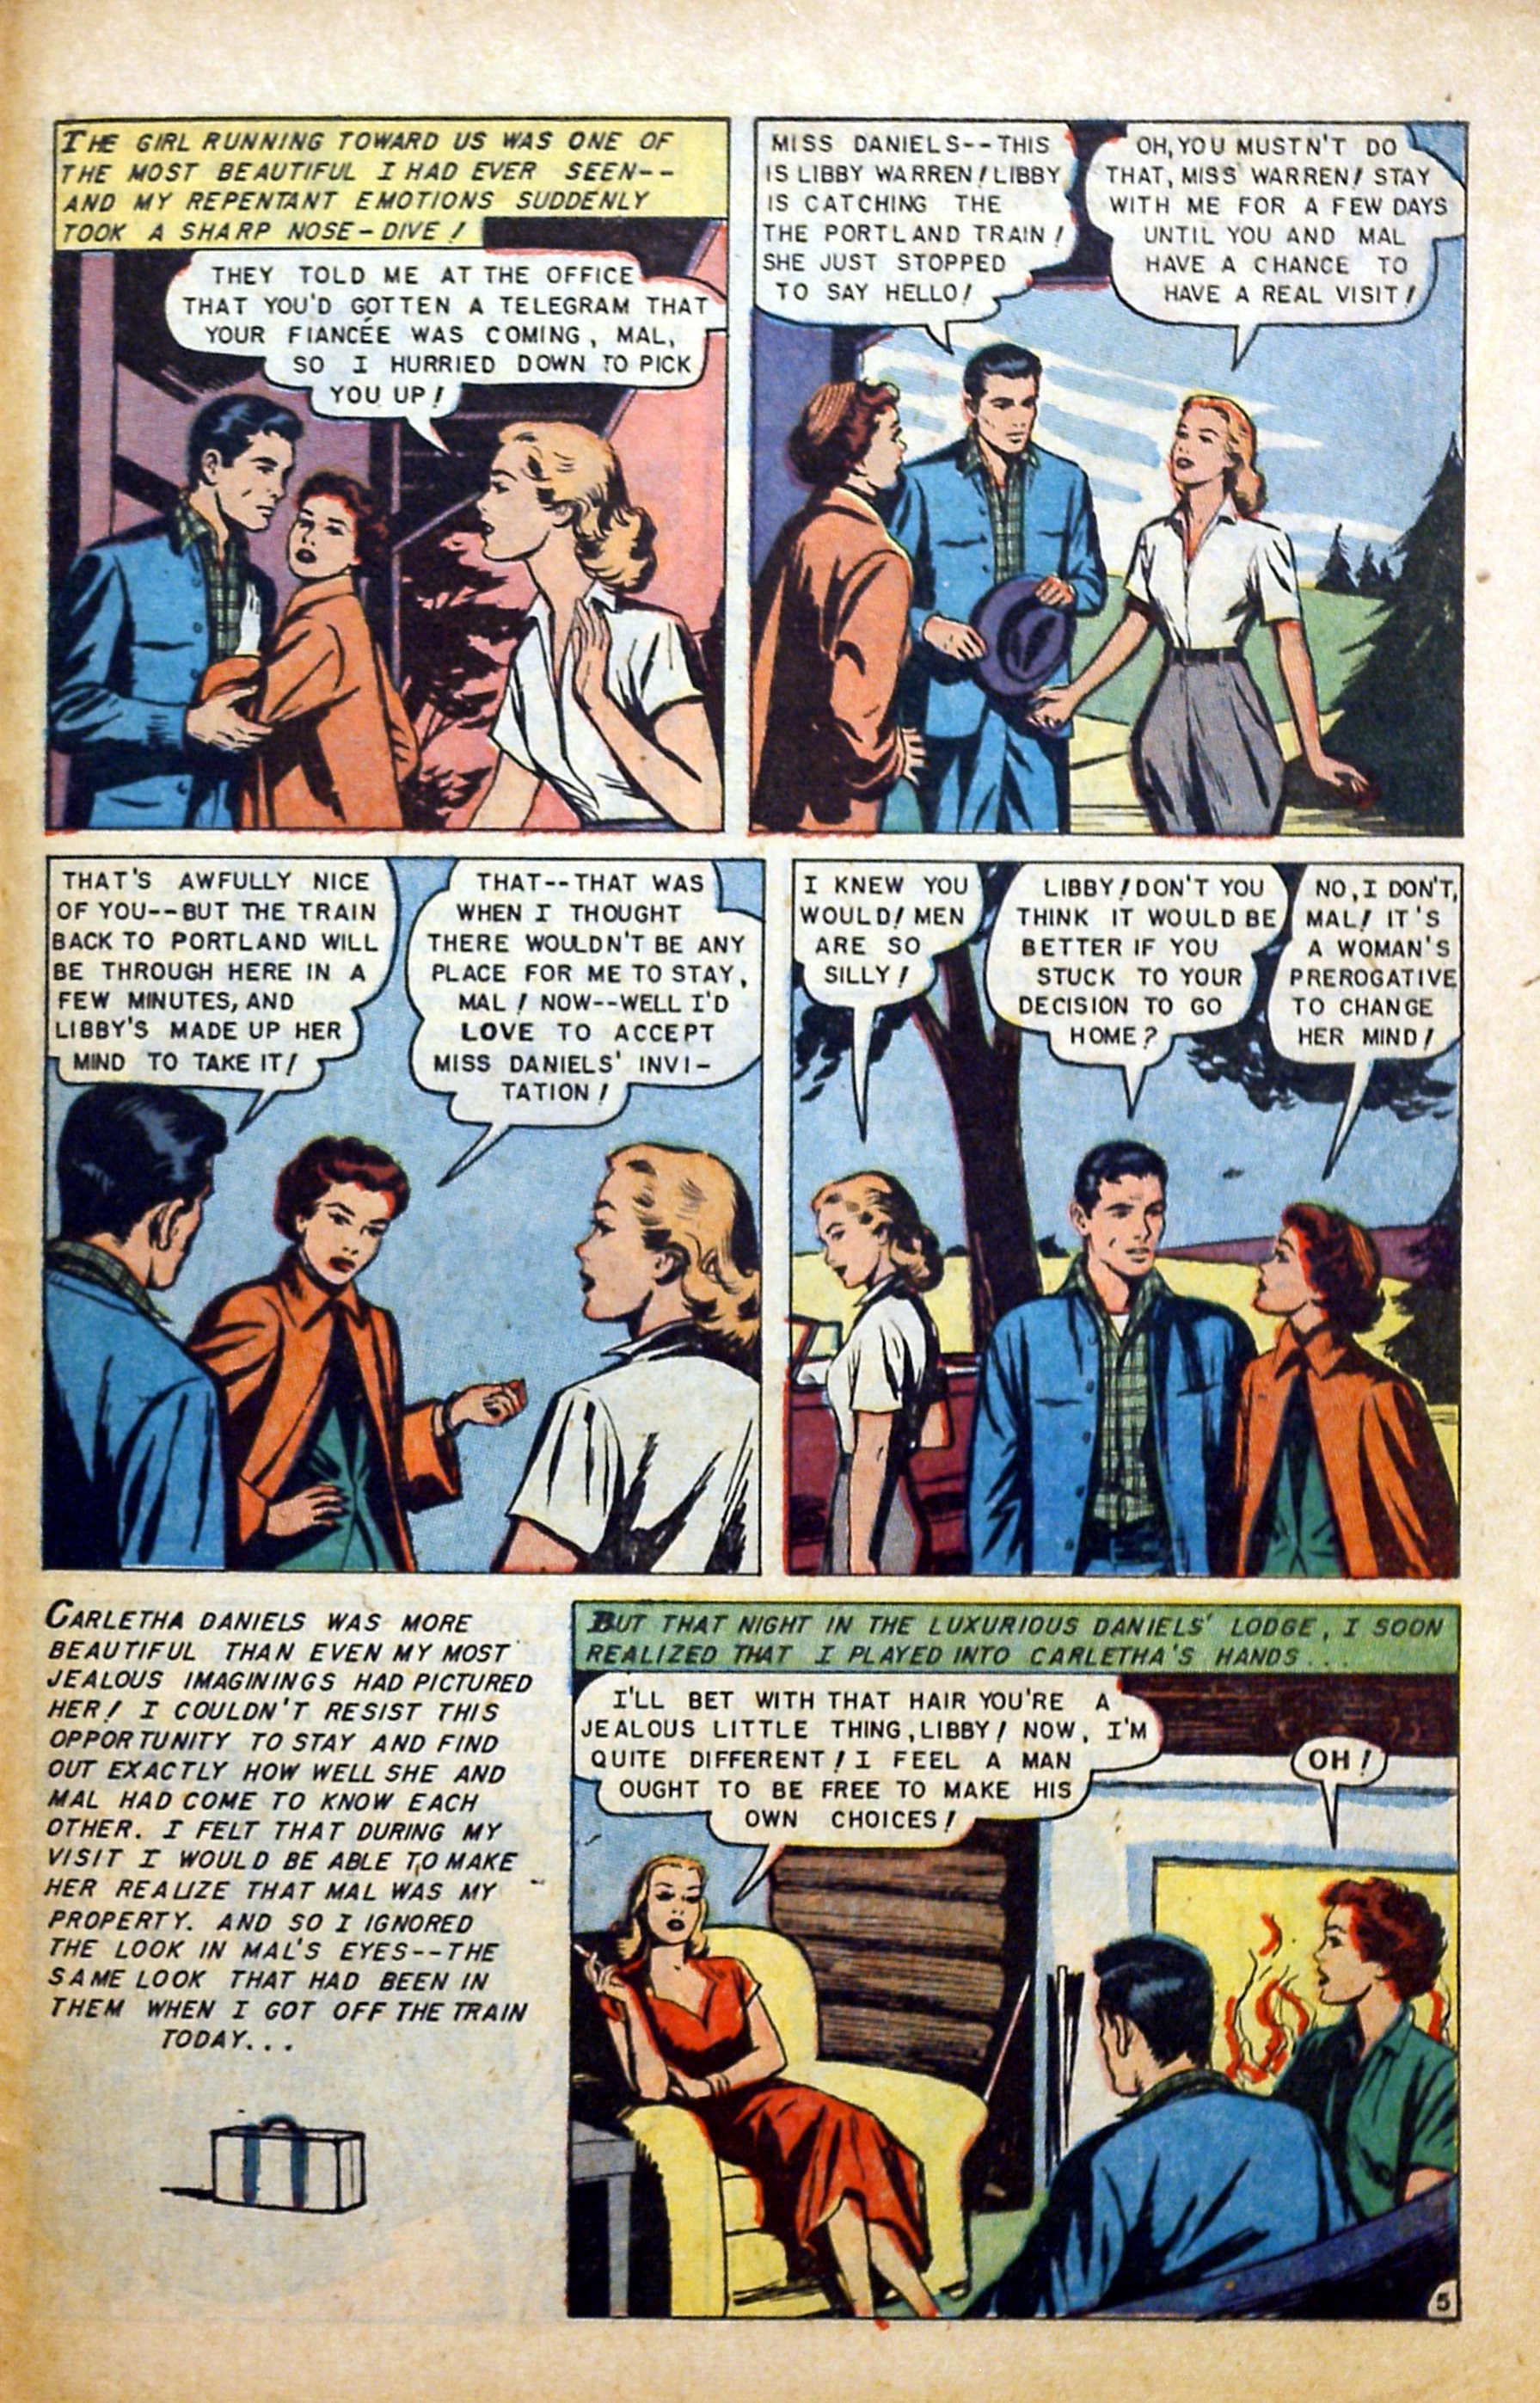 THE GIRL RUNNING TOWARD US WAS ONE OF
THE MOST BEAUTIFUL I HAD EVER SEEN--
AND MY REPENTANT EMOTIONS SUDDENLY
TOOK A SHARP NOSE-DIVE!
THEY TOLD ME AT THE OFFICE
THAT YOU'D GOTTEN A TELEGRAM THAT
YOUR FIANCÉE WAS COMING, MAL,
SO I HURRIED DOWN TO PICK
YOU UP!
MISS DANIELS--THIS
IS LIBBY WARREN! LIBBY
IS CATCHING THE
THE PORTLAND TRAIN!
SHE JUST STOPPED
TO SAY HELLO!
OH, YOU MUSTN'T DO
THAT, MISS WARREN! STAY
WITH ME FOR A FEW DAYS
UNTIL YOU AND MAL
HAVE A CHANCE TO
HAVE A REAL VISIT!
THAT'S AWFULLY NICE
OF YOU--BUT THE TRAIN
BACK TO PORTLAND WILL
BE THROUGH HERE IN A
FEW MINUTES, AND
LIBBY'S MADE UP HER
MIND TO TAKE IT!
THAT--THAT WAS
WHEN I THOUGHT
THERE WOULDN'T BE ANY
PLACE FOR ME TO STAY,
MAL! NOW--WELL I'D
LOVE TO ACCEPT
MISS DANIELS' INVI-
TATION!
I KNEW YOU
WOULD! MEN
ARE SO
SILLY!
LIBBY! DON'T YOU
THINK IT WOULD BE
BETTER IF YOU
STUCK TO YOUR
DECISION TO GO
HOME?
NO, I DON'T,
MAL! IT'S
A WOMAN'S
PREROGATIVE
TO CHANGE
HER MIND!
CARLETHA DANIELS WAS MORE
BEAUTIFUL THAN EVEN MY MOST
JEALOUS IMAGININGS HAD PICTURED
HER! I COULDN'T RESIST THIS
OPPORTUNITY TO STAY AND FIND
OUT EXACTLY HOW WELL SHE AND
MAL HAD COME TO KNOW EACH
OTHER. I FELT THAT DURING MY
VISIT I WOULD BE ABLE TO MAKE
HER REALIZE THAT MAL WAS MY
PROPERTY. AND SO I IGNORED
THE LOOK IN MAL'S EYES--THE
SAME LOOK THAT HAD BEEN IN
THEM WHEN I GOT OFF THE TRAIN
TODAY...
BUT THAT NIGHT IN THE LUXURIOUS DANIELS' LODGE, I SOON
REALIZED THAT I PLAYED INTO CARLETHA'S HANDS...
I'LL BET WITH THAT HAIR YOU'RE A
JEALOUS LITTLE THING, LIBBY! NOW, I'M
QUITE DIFFERENT! I FEEL A MAN
OUGHT TO BE FREE TO MAKE HIS
OWN CHOICES!
OH!
5